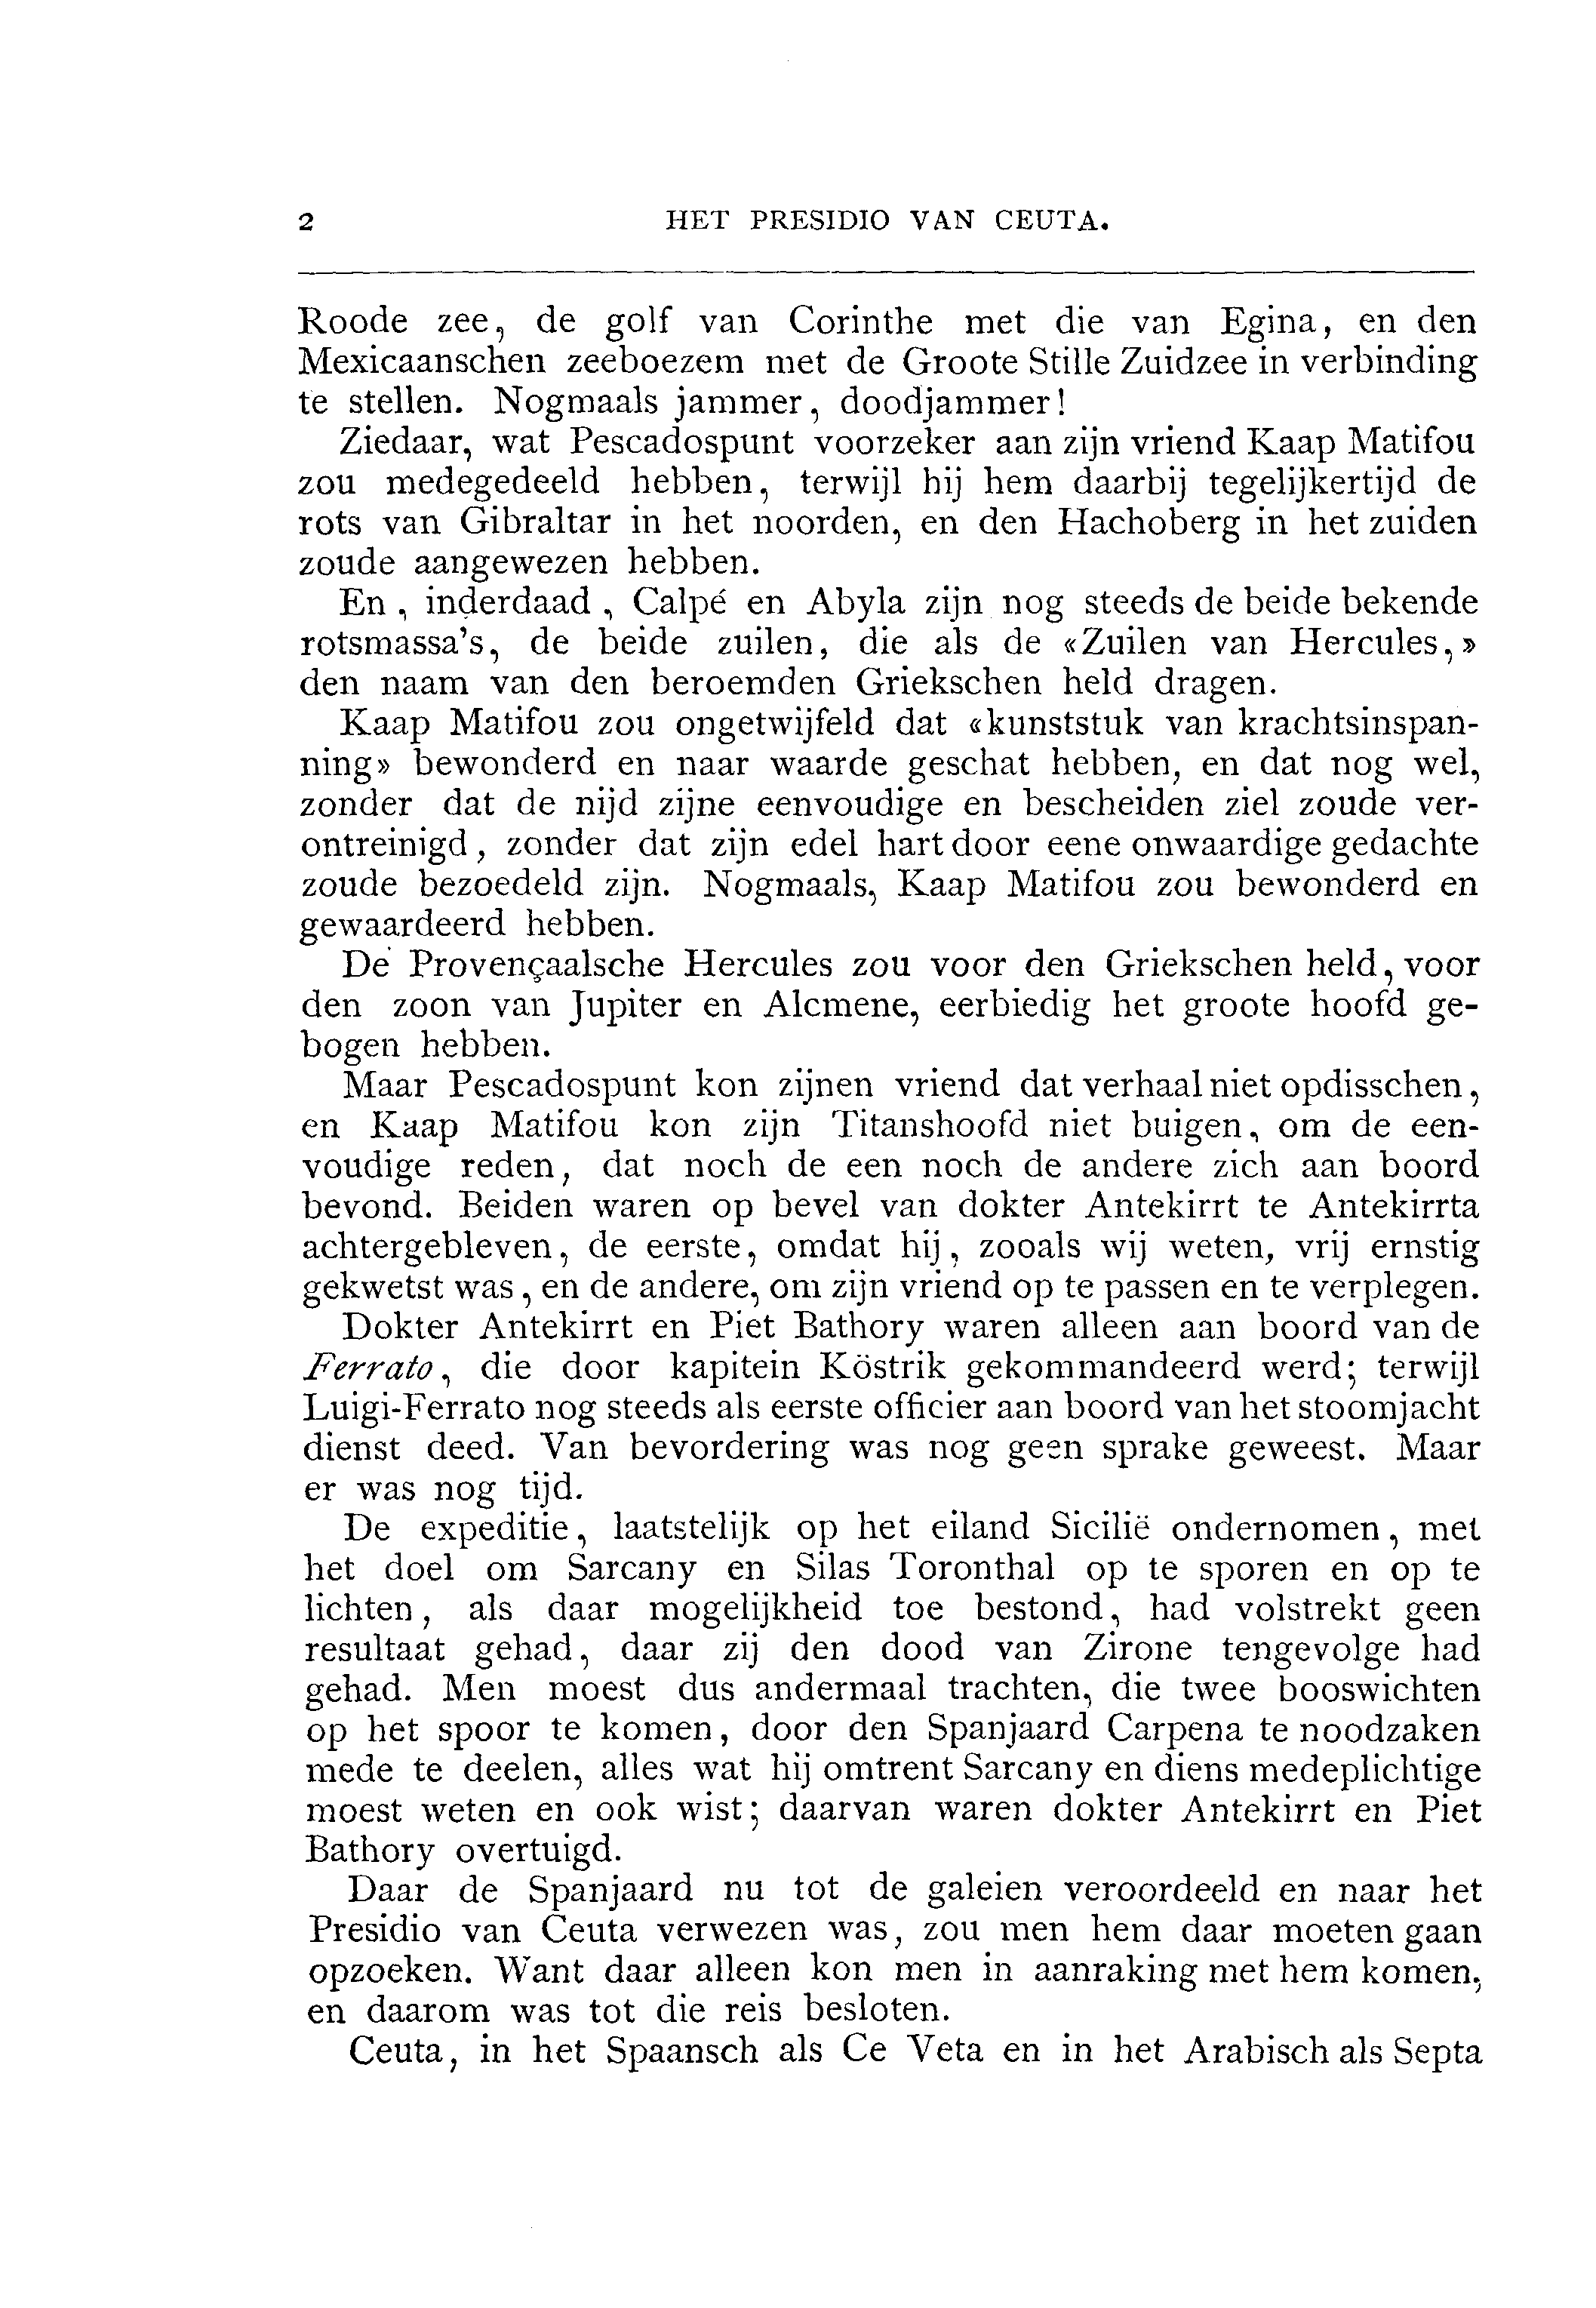 2 HET PRESIDIO VAN CEUTA.
Roode zee, de golf van Corinthe met die van Egina, en den
Mexicaanschen zeeboezem met de Groote Stille Zuidzee in verbinding
te stellen. Nogmaals jammer, doodjammer!
Ziedaar, wat Pescadospunt voorzeker aan zijn vriend Kaap Matifou
zou medegedeeld hebben, terwijl hij hem daarbij tegelijkertijd de
rots van Gibraltar in het noorden, en den Hachoberg in het zuiden
zoude aangewezen hebben.
En, inderdaad, Calpé en Abyla zijn nog steeds de beide bekende
rotsmassa's, de beide zuilen, die als de «Zuilen van Hercules,»
den naam van den beroemden Griekschen held dragen.
Kaap Matifou zou ongetwijfeld dat «kunststuk van krachtsinspan-
ning» bewonderd en naar waarde geschat hebben, en dat nog wel,
zonder dat de nijd zijne eenvoudige en bescheiden ziel zoude ver-
ontreinigd, zonder dat zijn edel hart door eene onwaardige gedachte
zoude bezoedeld zijn. Nogmaals, Kaap Matifou zou bewonderd en
gewaardeerd hebben.
De Provençaalsche Hercules zou voor den Griekschen held, voor
den zoon van Jupiter en Alcmene, eerbiedig het groote hoofd ge-
bogen hebben.
Maar Pescadospunt kon zijnen vriend dat verhaal niet opdisschen,
en Kaap Matifou kon zijn Titanshoofd niet buigen, om de een-
voudige reden, dat noch de een noch de andere zich aan boord
bevond. Beiden waren op bevel van dokter Antekirrt te Antekirrta
achtergebleven, de eerste, omdat hij, zooals wij weten, vrij ernstig
gekwetst was, en de andere, om zijn vriend op te passen en te verplegen.
Dokter Antekirrt en Piet Bathory waren alleen aan boord van de
Ferrato, die door kapitein Köstrik gekommandeerd werd; terwijl
Luigi-Ferrato nog steeds als eerste officier aan boord van het stoomjacht
dienst deed. Van bevordering was nog geen sprake geweest. Maar
er was nog tijd.
De expeditie, laatstelijk op het eiland Sicilië ondernomen, met
het doel om Sarcany en Silas Toronthal op te sporen en op te
lichten, als daar mogelijkheid toe bestond, had volstrekt geen
resultaat gehad, daar zij den dood van Zirone tengevolge had
gehad. Men moest dus andermaal trachten, die twee booswichten
op het spoor te komen, door den Spanjaard Carpena te noodzaken
mede te deelen, alles wat hij omtrent Sarcany en diens medeplichtige
moest weten en ook wist; daarvan waren dokter Antekirrt en Piet
Bathory overtuigd.
Daar de Spanjaard nu tot de galeien veroordeeld en naar het
Presidio van Ceuta verwezen was, zou men hem daar moeten gaan
opzoeken. Want daar alleen kon men in aanraking met hem komen,
en daarom was tot die reis besloten.
Ceuta, in het Spaansch als Ce Veta en in het Arabisch als Septa